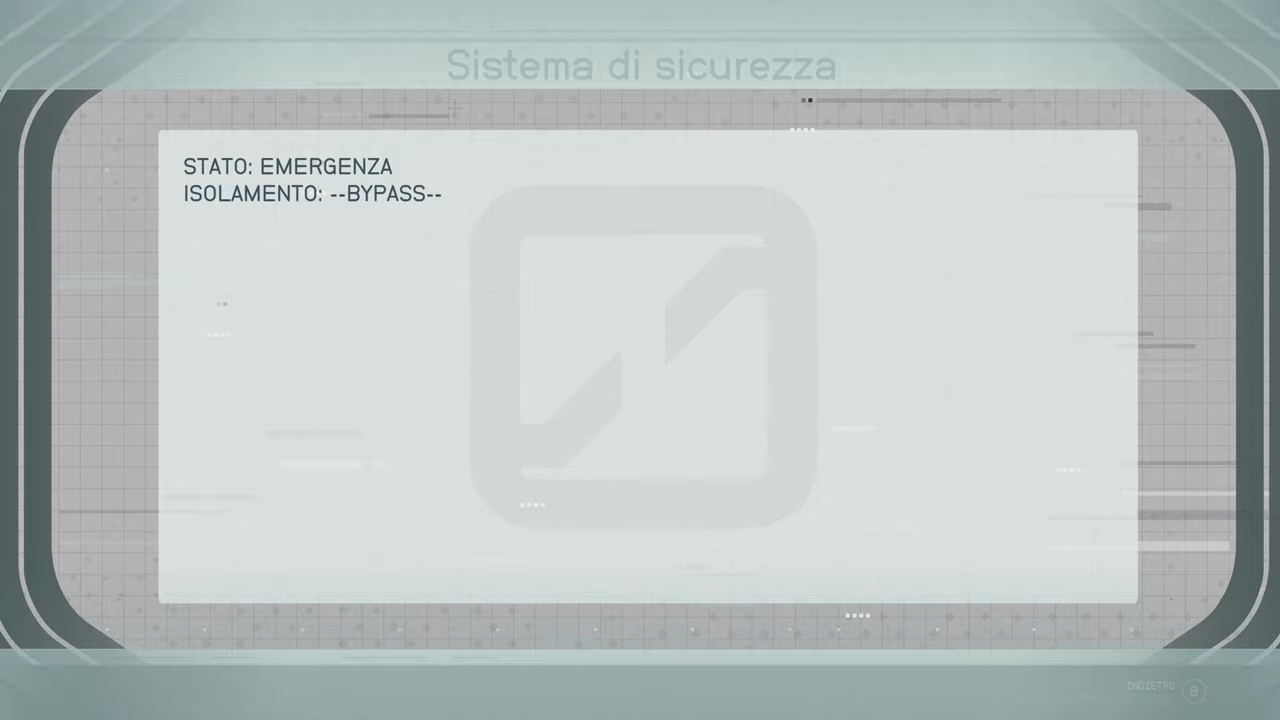 Sistema di sicurezza
STATO: EMERGENZA
ISOLAMENTO: --BYPASS--
INDIETRO B